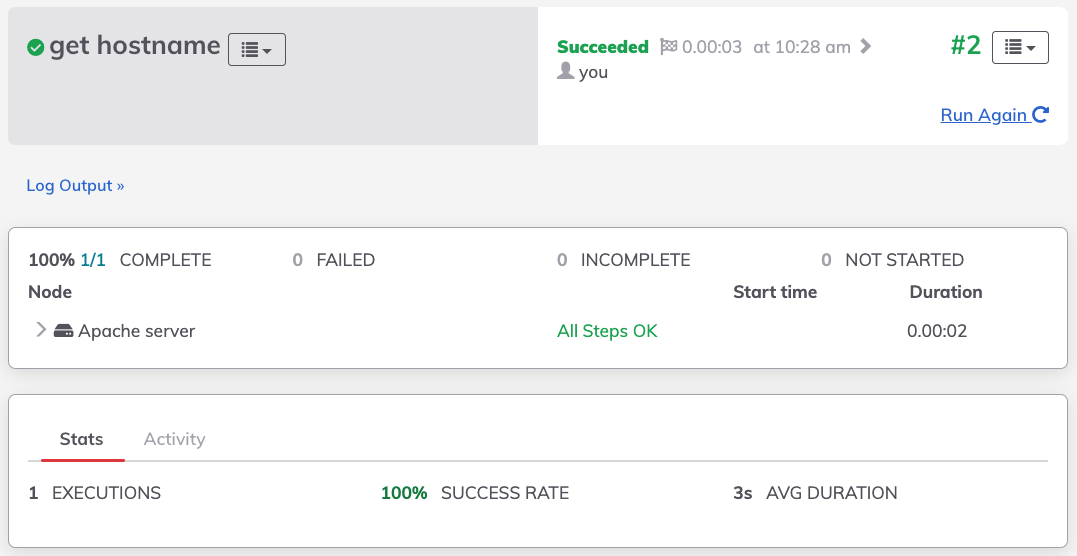 get hostname
Succeeded 0.00:03 at 10:28 am
#2
you
Run Again
Log Output »
100% 1/1 COMPLETE 0 FAILED 0 INCOMPLETE 0 NOT STARTED
Node Start time Duration
Apache server All Steps OK 0.00:02
Stats Activity
1 EXECUTIONS 100% SUCCESS RATE 3s AVG DURATION